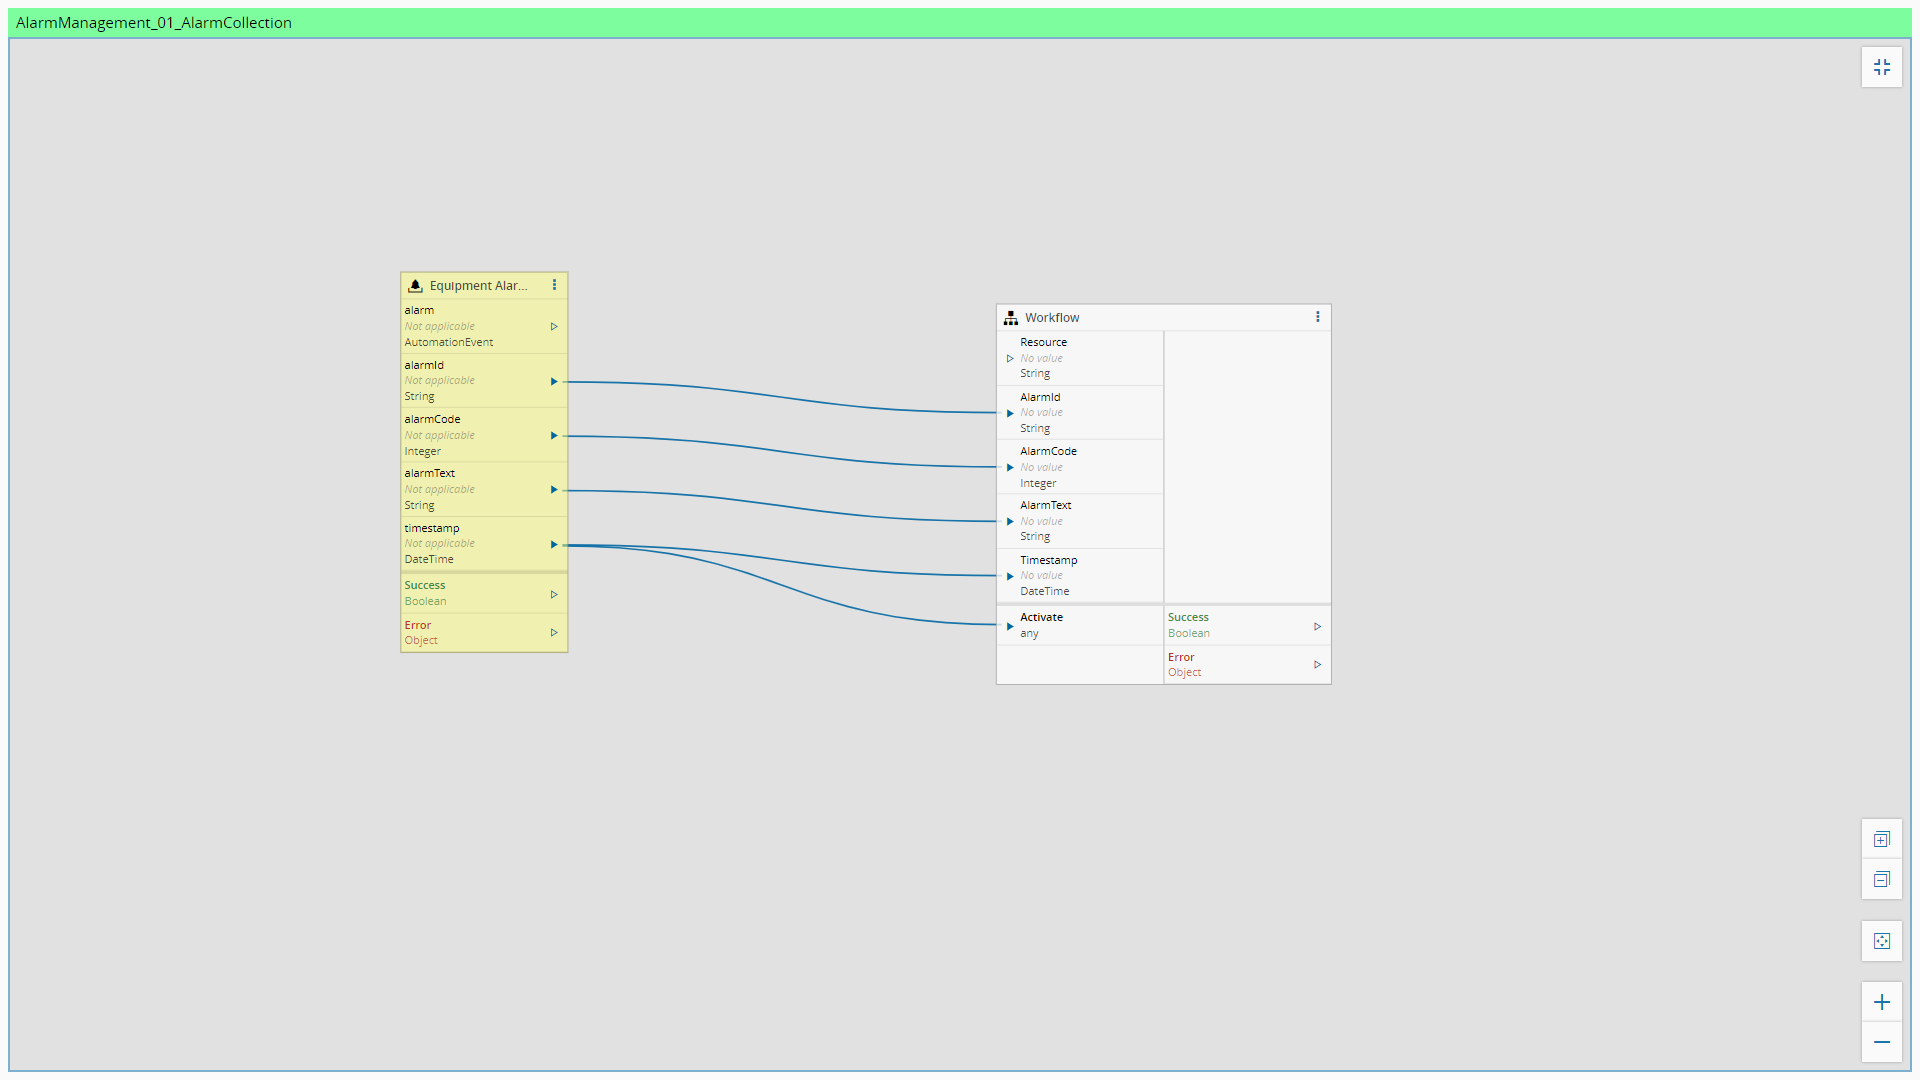 AlarmManagement_01_AlarmCollection
Equipment Alar...
alarm
Not applicable
AutomationEvent
alarmId
Not applicable
String
alarmCode
Not applicable
Integer
alarmText
Not applicable
String
timestamp
Not applicable
DateTime
Success
Boolean
Error
Object
Workflow
Resource
No value
String
AlarmId
No value
String
AlarmCode
No value
Integer
AlarmText
No value
String
Timestamp
No value
DateTime
Activate
any
Success
Boolean
Error
Object